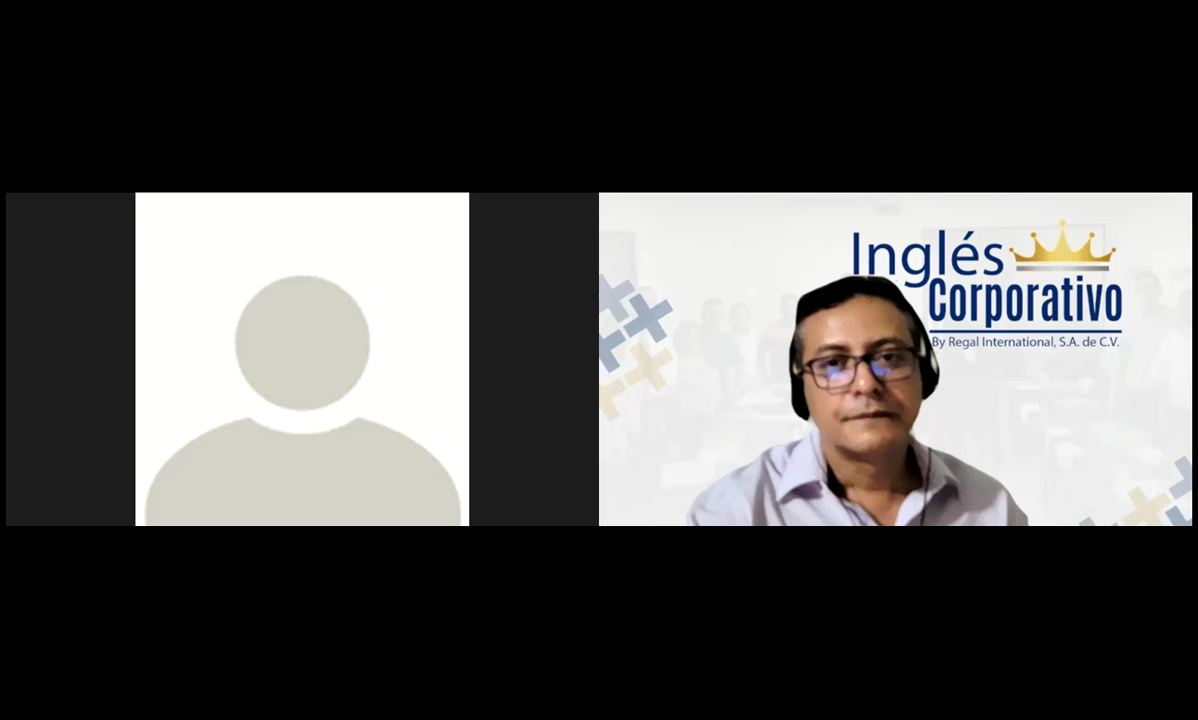 Inglés
Corporativo
By Regal International, S.A. de C.V.